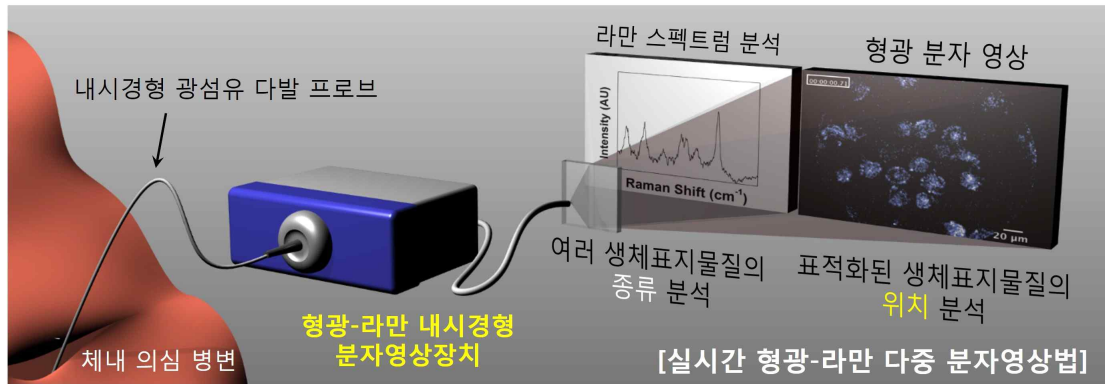 라만 스펙트럼 분석
형광 분자 영상
내시경형 광섬유 다발 프로브
00:00:00.71
Intensity (AU)
Raman Shift (cm⁻¹)
20 μm
여러 생체표지물질의
종류 분석
표적화된 생체표지물질의
위치 분석
형광-라만 내시경형
분자영상장치
체내 의심 병변
[실시간 형광-라만 다중 분자영상법]